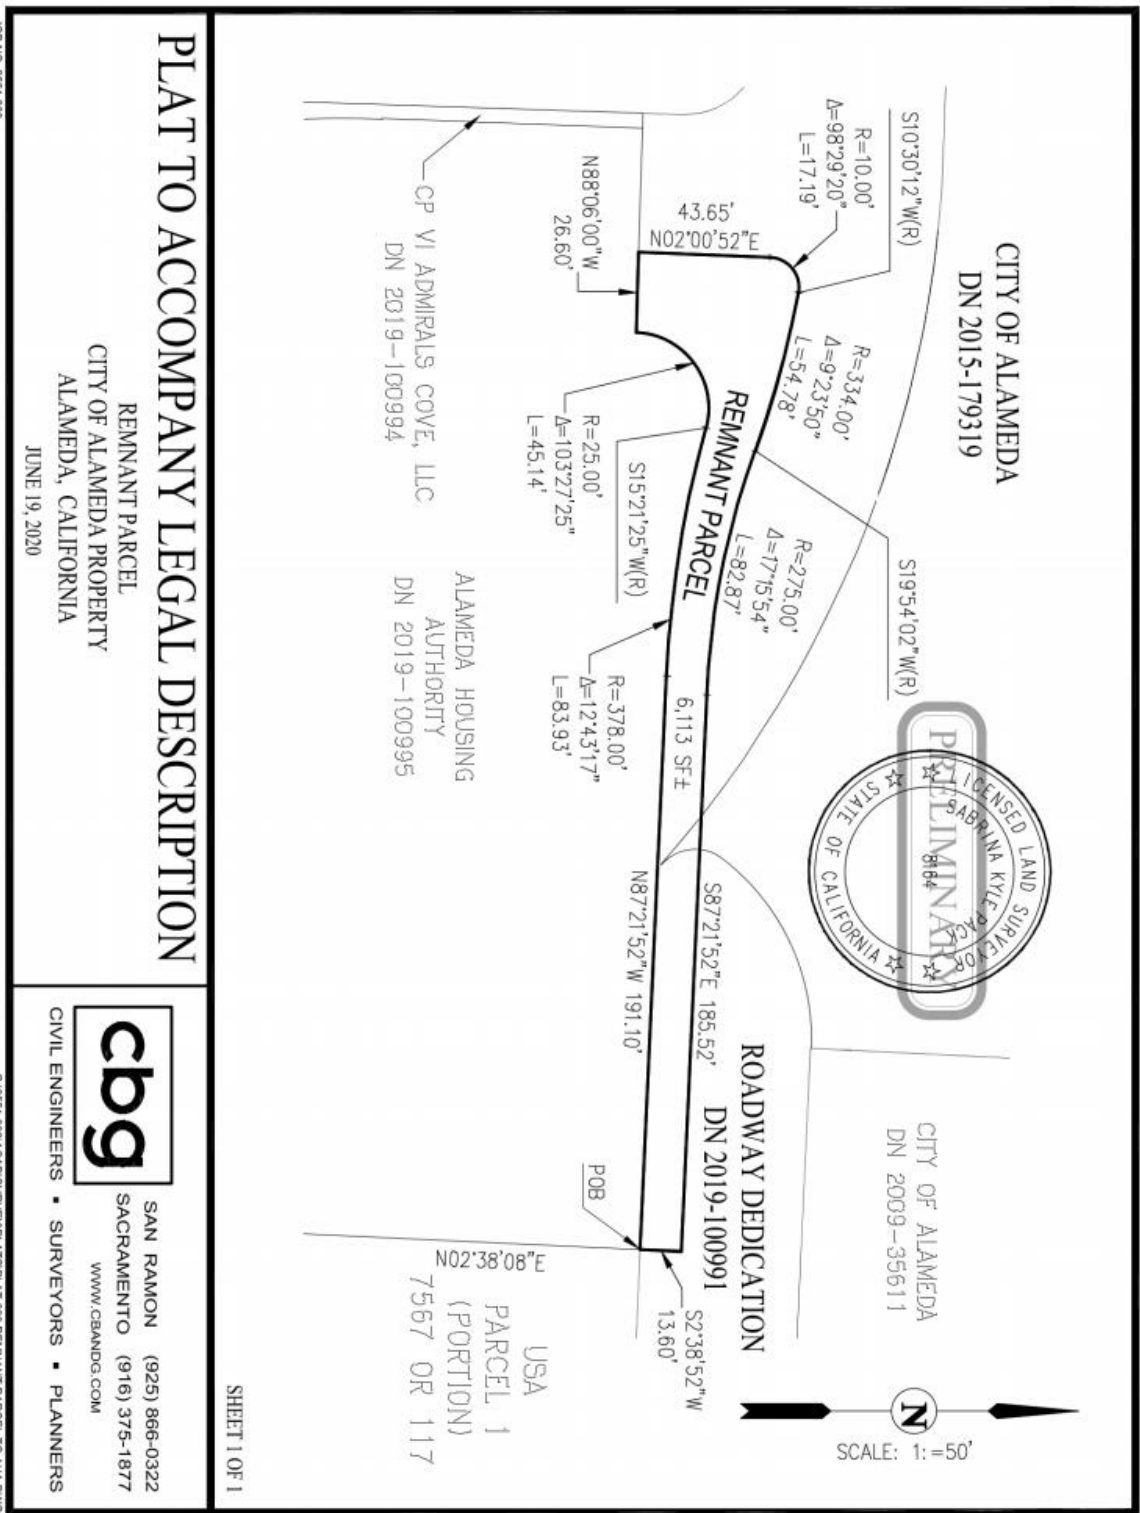 CITY OF ALAMEDA
DN 2015-179319
S10°30'12"W(R)
R=10.00'
Δ=98°29'20"
L=17.19'
43.65'
N02°00'52"E
N88°06'00"W
26.60'
R=334.00'
Δ=9°23'50"
L=54.78'
REMNANT PARCEL
R=25.00'
Δ=103°27'25"
L=45.14'
S15°21'25"W(R)
S19°54'02"W(R)
R=275.00'
Δ=17°15'54"
L=82.87'
R=378.00'
Δ=12°43'17"
L=83.93'
6,113 SF±
CP VI ADMIRALS COVE, LLC
DN 2019-100994
ALAMEDA HOUSING
AUTHORITY
DN 2019-100995
PRELIMINARY
LICENSED LAND SURVEYOR
SABRINA KYLE PACK
8164
STATE OF CALIFORNIA
S87°21'52"E 185.52'
N87°21'52"W 191.10'
ROADWAY DEDICATION
DN 2019-100991
CITY OF ALAMEDA
DN 2009-35611
POB
S2°38'52"W
13.60'
N02°38'08"E
USA
PARCEL 1
(PORTION)
7567 OR 117
N
SCALE: 1:=50'
SHEET 1 OF 1
PLAT TO ACCOMPANY LEGAL DESCRIPTION
REMNANT PARCEL
CITY OF ALAMEDA PROPERTY
ALAMEDA, CALIFORNIA
JUNE 19, 2020
cbg
SAN RAMON (925) 866-0322
SACRAMENTO (916) 375-1877
WWW.CBANDG.COM
CIVIL ENGINEERS ▪ SURVEYORS ▪ PLANNERS